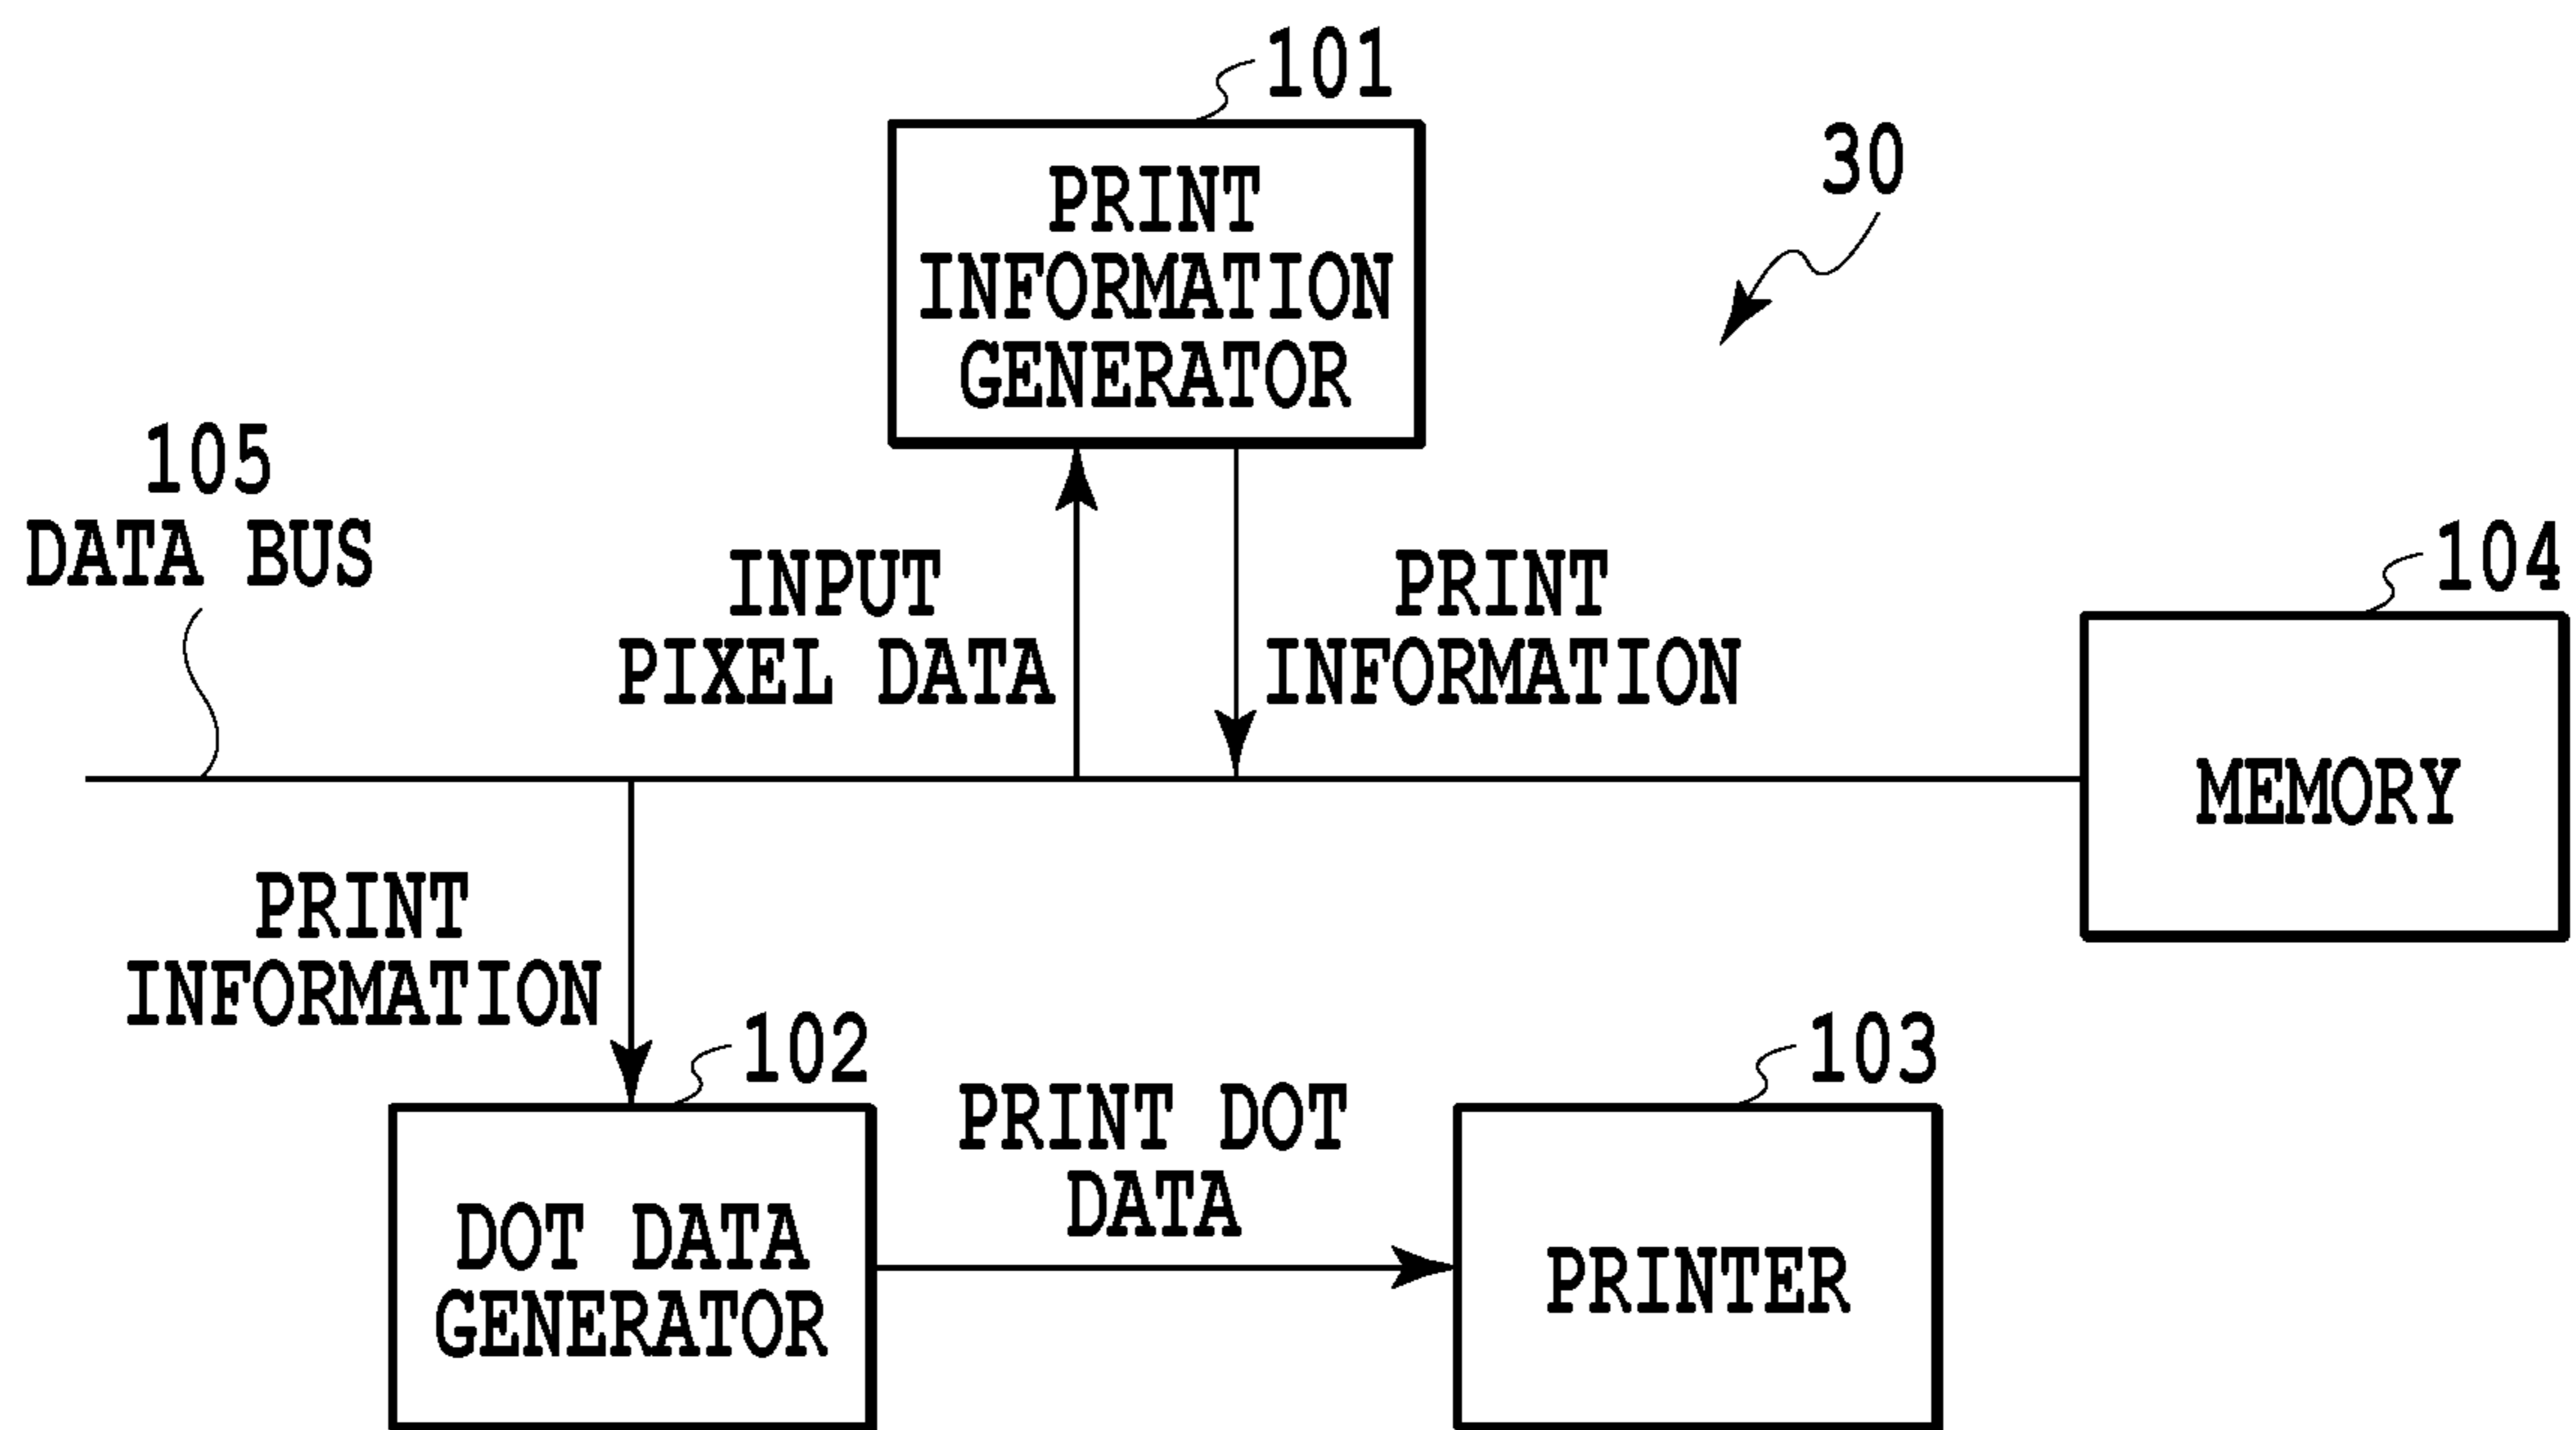 101
PRINT
INFORMATION
GENERATOR
30
105
DATA BUS
INPUT
PIXEL DATA
PRINT
INFORMATION
104
MEMORY
PRINT
INFORMATION
102
DOT DATA
GENERATOR
PRINT DOT
DATA
103
PRINTER